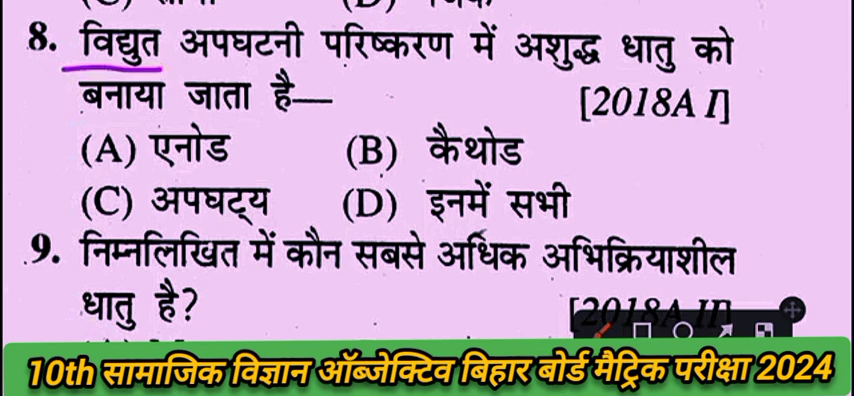 8. विद्युत अपघटनी परिष्करण में अशुद्ध धातु को
बनाया जाता है— [2018A I]
(A) एनोड (B) कैथोड
(C) अपघट्य (D) इनमें सभी
9. निम्नलिखित में कौन सबसे अधिक अभिक्रियाशील
धातु है? [2018A II]
10th सामाजिक विज्ञान ऑब्जेक्टिव बिहार बोर्ड मैट्रिक परीक्षा 2024